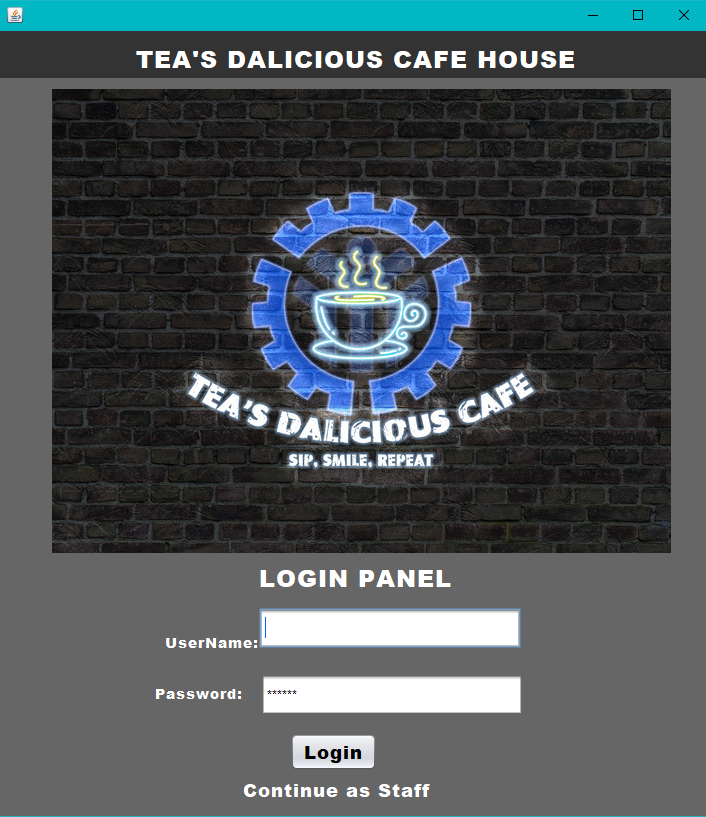 TEA'S DALICIOUS CAFE HOUSE
TEA'S DALICIOUS CAFE
SIP, SMILE, REPEAT
LOGIN PANEL
UserName:
Password: ******
Login
Continue as Staff